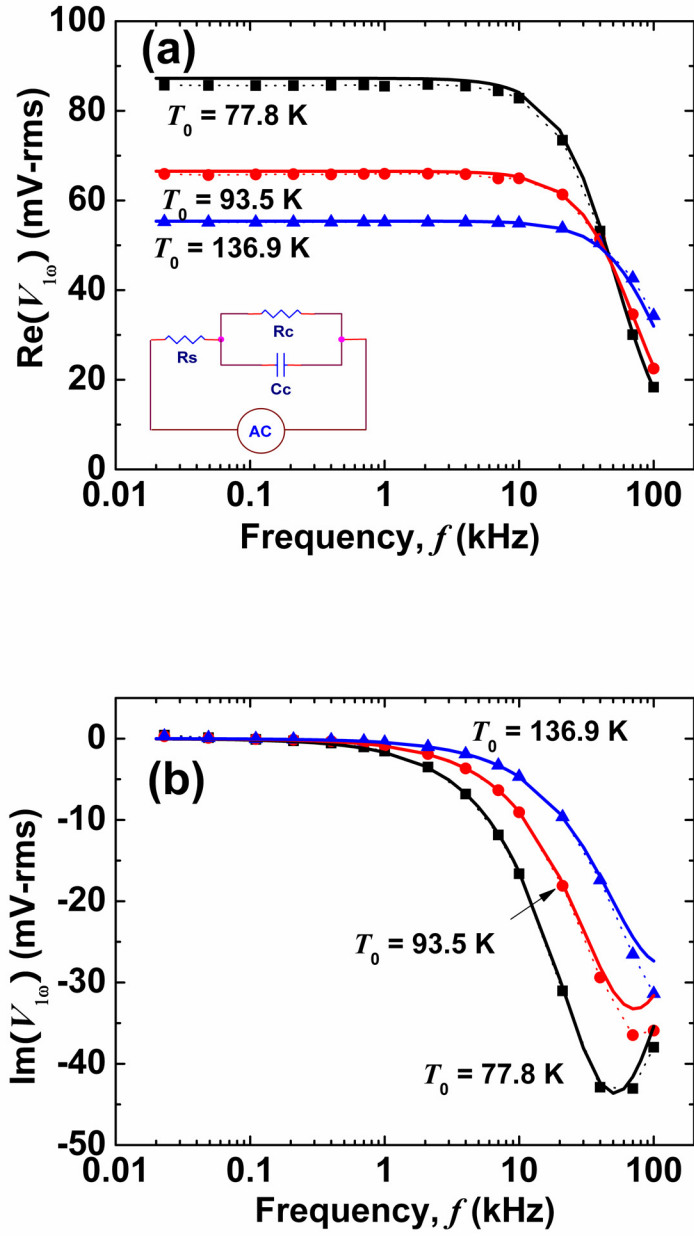 (a)
100
80
60
40
20
0
Re(V1ω) (mV-rms)
T0 = 77.8 K
T0 = 93.5 K
T0 = 136.9 K
Rc
Rs
Cc
AC
0.01 0.1 1 10 100
Frequency, f (kHz)
(b)
0
-10
-20
-30
-40
-50
Im(V1ω) (mV-rms)
T0 = 136.9 K
T0 = 93.5 K
T0 = 77.8 K
0.01 0.1 1 10 100
Frequency, f (kHz)